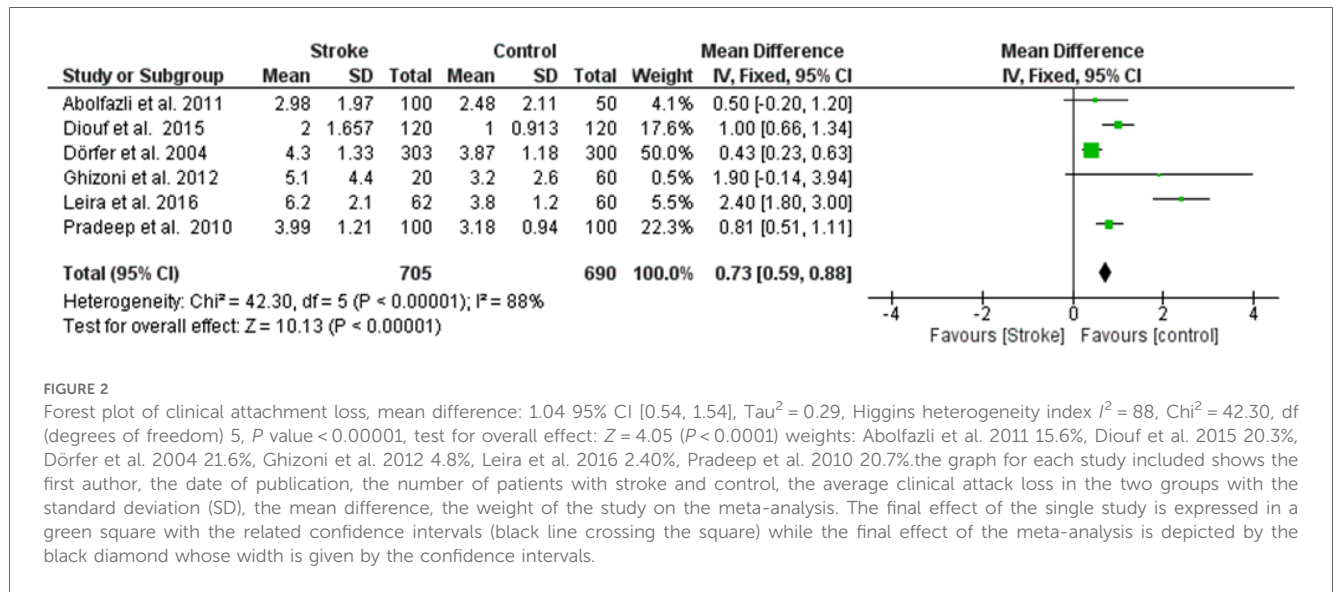 Stroke Control Mean Difference Mean Difference
Study or Subgroup Mean SD Total Mean SD Total Weight IV, Fixed, 95% CI IV, Fixed, 95% CI
Abolfazli et al. 2011 2.98 1.97 100 2.48 2.11 50 4.1% 0.50 [-0.20, 1.20]
Diouf et al. 2015 2 1.657 120 1 0.913 120 17.6% 1.00 [0.66, 1.34]
Dörfer et al. 2004 4.3 1.33 303 3.87 1.18 300 50.0% 0.43 [0.23, 0.63]
Ghizoni et al. 2012 5.1 4.4 20 3.2 2.6 60 0.5% 1.90 [-0.14, 3.94]
Leira et al. 2016 6.2 2.1 62 3.8 1.2 60 5.5% 2.40 [1.80, 3.00]
Pradeep et al. 2010 3.99 1.21 100 3.18 0.94 100 22.3% 0.81 [0.51, 1.11]
Total (95% CI) 705 690 100.0% 0.73 [0.59, 0.88]
Heterogeneity: Chi² = 42.30, df = 5 (P < 0.00001); I² = 88%
Test for overall effect: Z = 10.13 (P < 0.00001)
-4 -2 0 2 4
Favours [Stroke] Favours [control]
FIGURE 2
Forest plot of clinical attachment loss, mean difference: 1.04 95% CI [0.54, 1.54], Tau² = 0.29, Higgins heterogeneity index I² = 88, Chi² = 42.30, df
(degrees of freedom) 5, P value < 0.00001, test for overall effect: Z = 4.05 (P < 0.0001) weights: Abolfazli et al. 2011 15.6%, Diouf et al. 2015 20.3%,
Dörfer et al. 2004 21.6%, Ghizoni et al. 2012 4.8%, Leira et al. 2016 2.40%, Pradeep et al. 2010 20.7%.the graph for each study included shows the
first author, the date of publication, the number of patients with stroke and control, the average clinical attack loss in the two groups with the
standard deviation (SD), the mean difference, the weight of the study on the meta-analysis. The final effect of the single study is expressed in a
green square with the related confidence intervals (black line crossing the square) while the final effect of the meta-analysis is depicted by the
black diamond whose width is given by the confidence intervals.